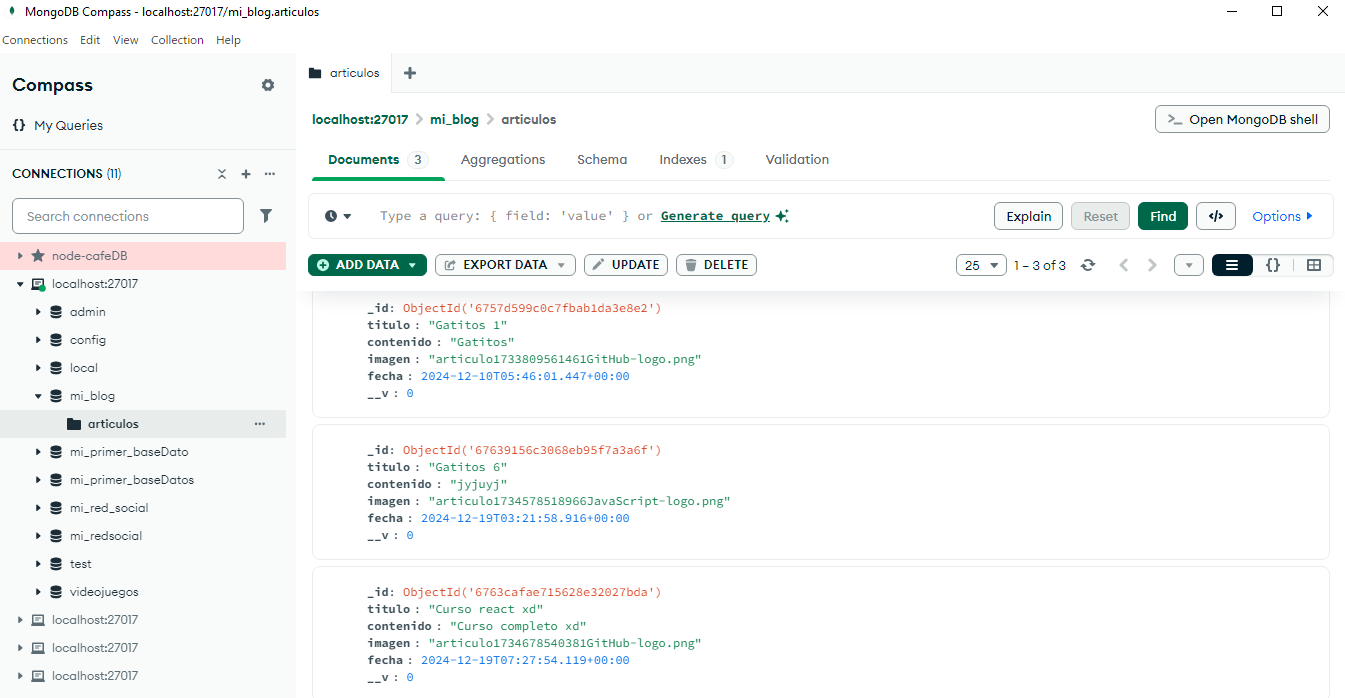 MongoDB Compass - localhost:27017/mi_blog.articulos
Connections Edit View Collection Help
Compass
{} My Queries
CONNECTIONS (11)
Search connections
node-cafeDB
localhost:27017
admin
config
local
mi_blog
articulos
mi_primer_baseDato
mi_primer_baseDatos
mi_red_social
mi_redsocial
test
videojuegos
localhost:27017
localhost:27017
localhost:27017
articulos
localhost:27017 > mi_blog > articulos
>_ Open MongoDB shell
Documents 3 Aggregations Schema Indexes 1 Validation
Type a query: { field: 'value' } or Generate query
Explain Reset Find </> Options
ADD DATA EXPORT DATA UPDATE DELETE
25 1 – 3 of 3 {}
_id: ObjectId('6757d599c0c7fbab1da3e8e2')
titulo : "Gatitos 1"
contenido : "Gatitos"
imagen : "articulo1733809561461GitHub-logo.png"
fecha : 2024-12-10T05:46:01.447+00:00
__v : 0
_id: ObjectId('67639156c3068eb95f7a3a6f')
titulo : "Gatitos 6"
contenido : "jyjuyj"
imagen : "articulo1734578518966JavaScript-logo.png"
fecha : 2024-12-19T03:21:58.916+00:00
__v : 0
_id: ObjectId('6763cafae715628e32027bda')
titulo : "Curso react xd"
contenido : "Curso completo xd"
imagen : "articulo1734678540381GitHub-logo.png"
fecha : 2024-12-19T07:27:54.119+00:00
__v : 0